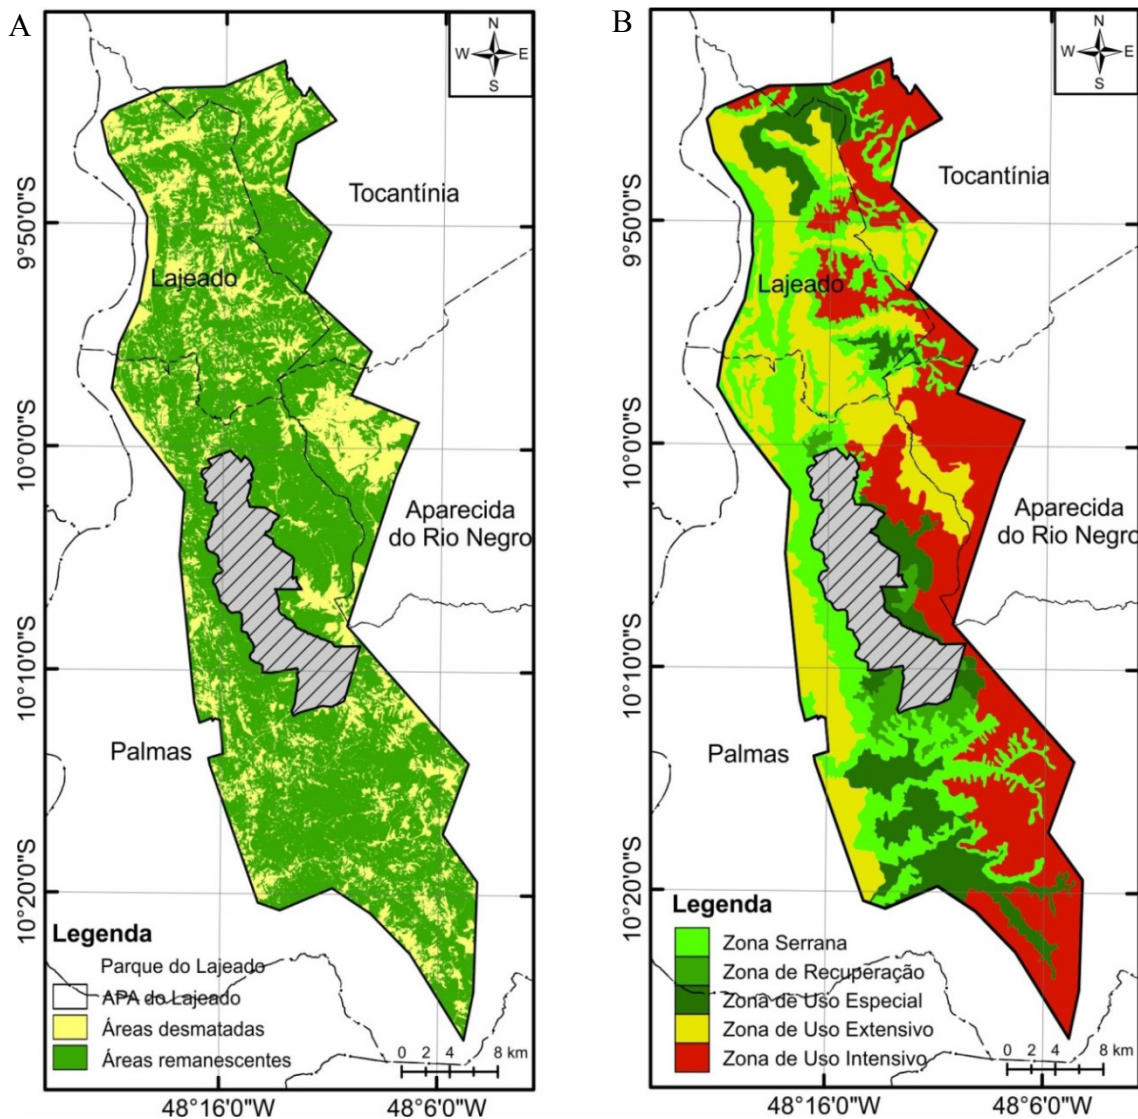 A
N
W E
S
Tocantínia
9°50'0"S
Lajeado
10°0'0"S
Aparecida
do Rio Negro
10°10'0"S
Palmas
10°20'0"S
Legenda
Parque do Lajeado
APA do Lajeado
Áreas desmatadas
Áreas remanescentes
0 2 4 8 km
48°16'0"W 48°6'0"W
B
N
W E
S
Tocantínia
9°50'0"S
Lajeado
10°0'0"S
Aparecida
do Rio Negro
10°10'0"S
Palmas
10°20'0"S
Legenda
Zona Serrana
Zona de Recuperação
Zona de Uso Especial
Zona de Uso Extensivo
Zona de Uso Intensivo
0 2 4 8 km
48°16'0"W 48°6'0"W